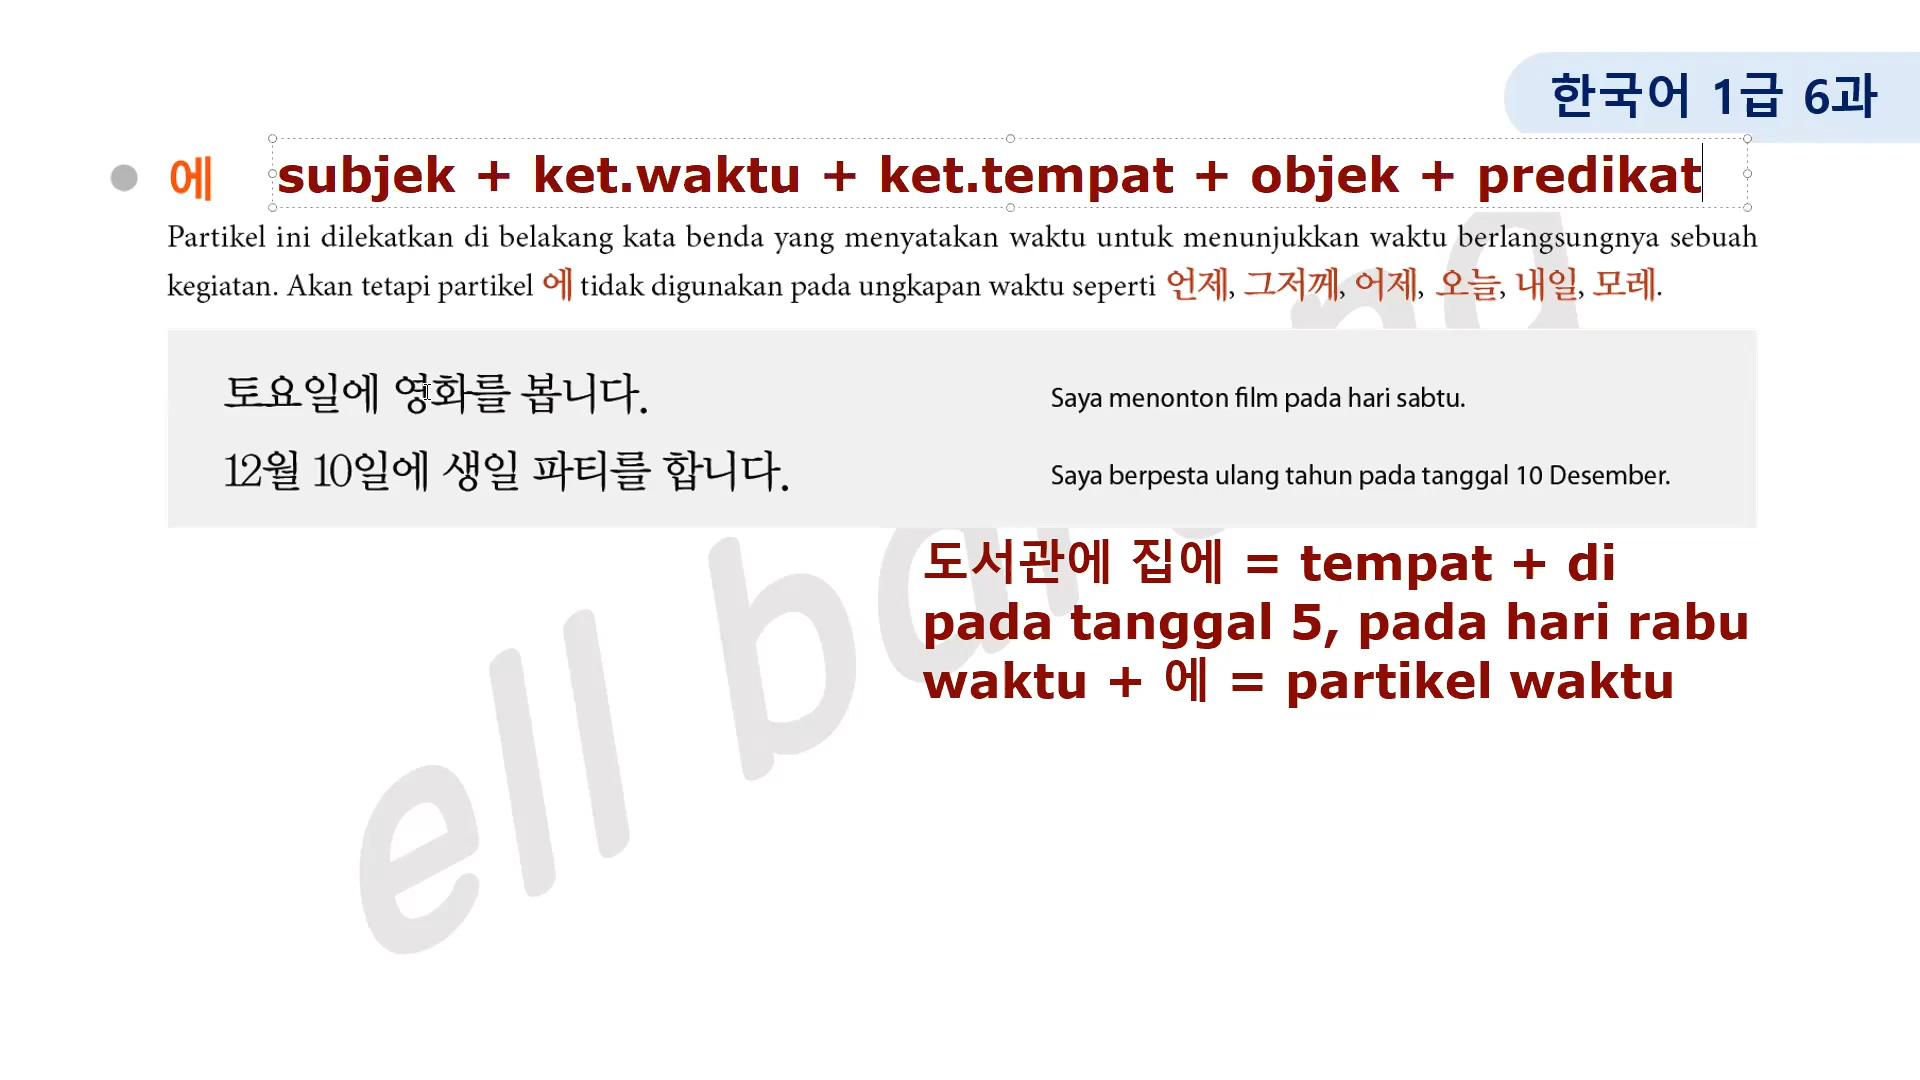 한국어 1급 6과
에 subjek + ket.waktu + ket.tempat + objek + predikat
Partikel ini dilekatkan di belakang kata benda yang menyatakan waktu untuk menunjukkan waktu berlangsungnya sebuah
kegiatan. Akan tetapi partikel 에 tidak digunakan pada ungkapan waktu seperti 언제, 그저께, 어제, 오늘, 내일, 모레.
토요일에 영화를 봅니다. Saya menonton film pada hari sabtu.
12월 10일에 생일 파티를 합니다. Saya berpesta ulang tahun pada tanggal 10 Desember.
도서관에 집에 = tempat + di
pada tanggal 5, pada hari rabu
waktu + 에 = partikel waktu